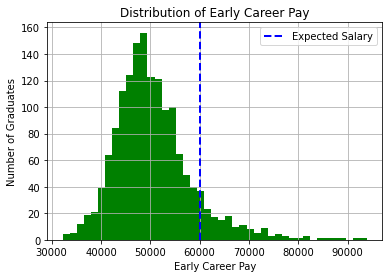 Distribution of Early Career Pay
Expected Salary
Number of Graduates
160
140
120
100
80
60
40
20
0
30000 40000 50000 60000 70000 80000 90000
Early Career Pay